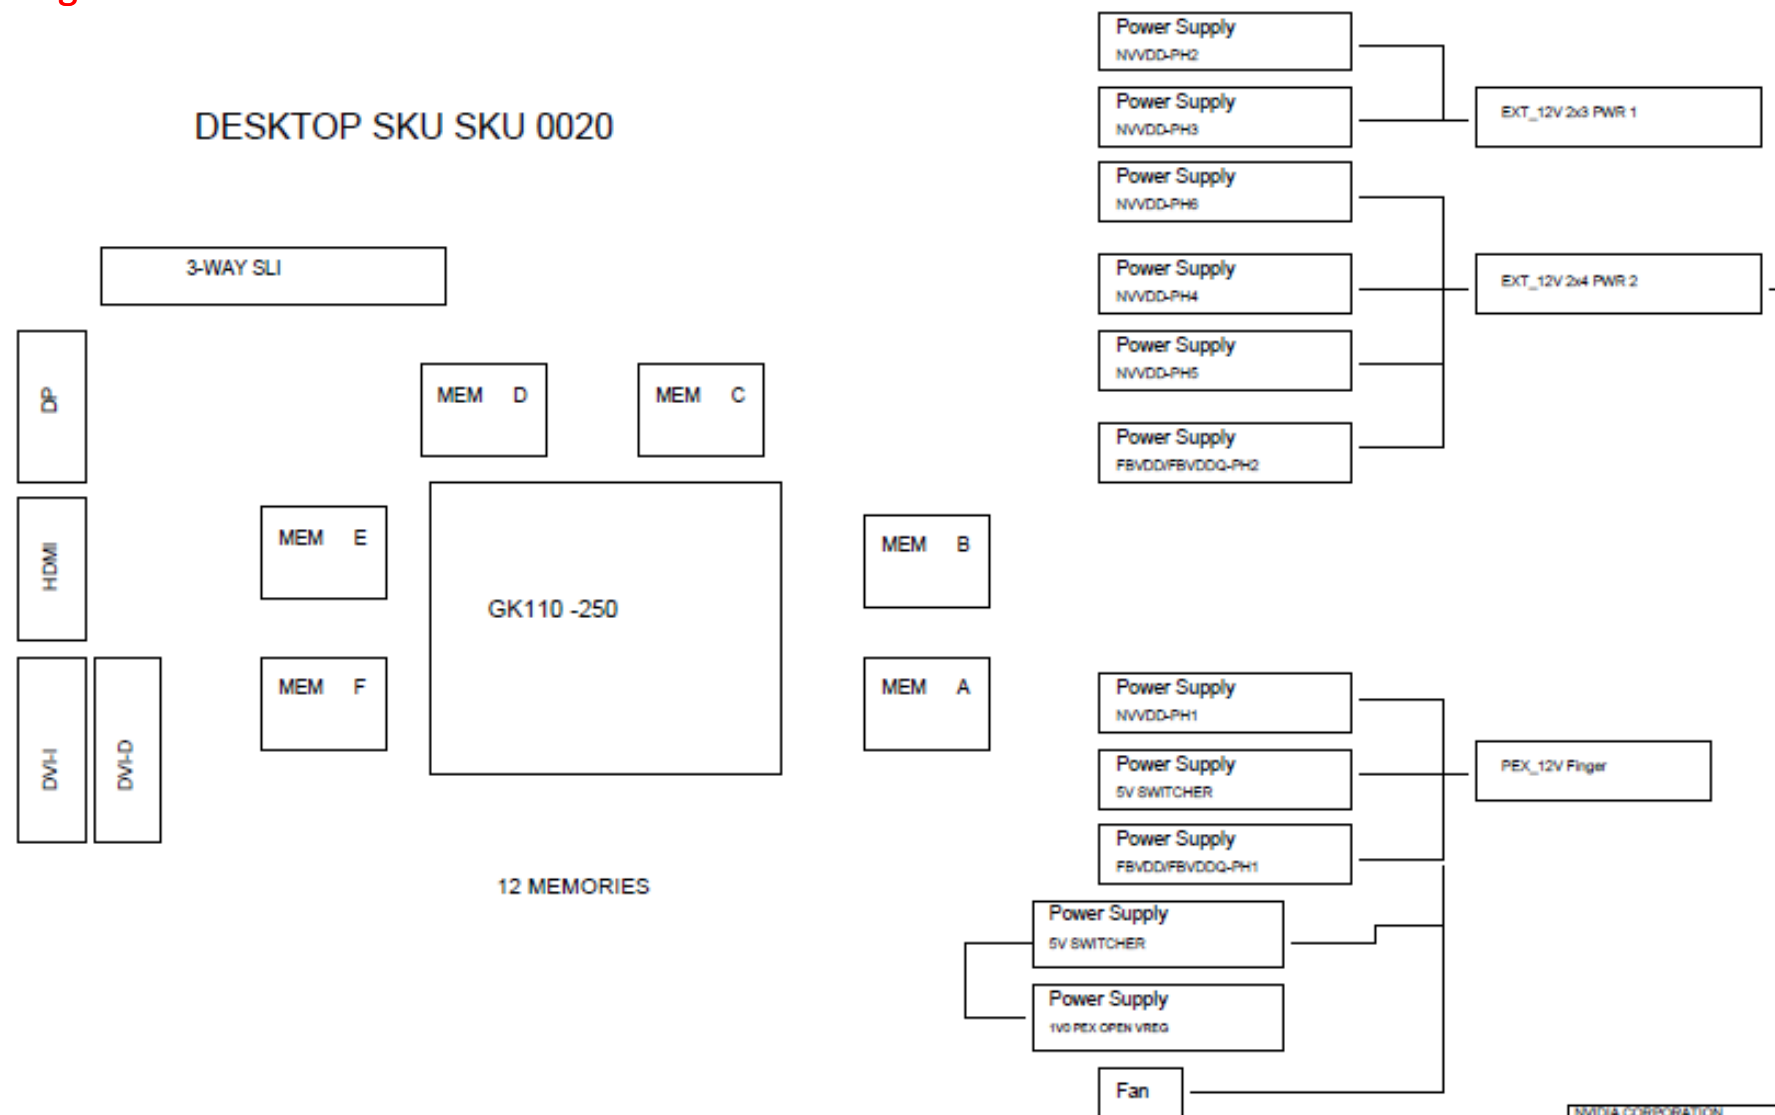 g
DESKTOP SKU SKU 0020
3-WAY SLI
DP
HDMI
DVI-I
DVI-D
MEM D
MEM C
MEM E
MEM B
GK110 -250
MEM F
MEM A
12 MEMORIES
Power Supply
NVVDD-PH2
Power Supply
NVVDD-PH3
EXT_12V 2x3 PWR 1
Power Supply
NVVDD-PH6
Power Supply
NVVDD-PH4
EXT_12V 2x4 PWR 2
Power Supply
NVVDD-PH5
Power Supply
FBVDD/FBVDDQ-PH2
Power Supply
NVVDD-PH1
Power Supply
5V SWITCHER
PEX_12V Finger
Power Supply
FBVDD/FBVDDQ-PH1
Power Supply
5V SWITCHER
Power Supply
1V0 PEX OPEN VREG
Fan
NVIDIA CORPORATION